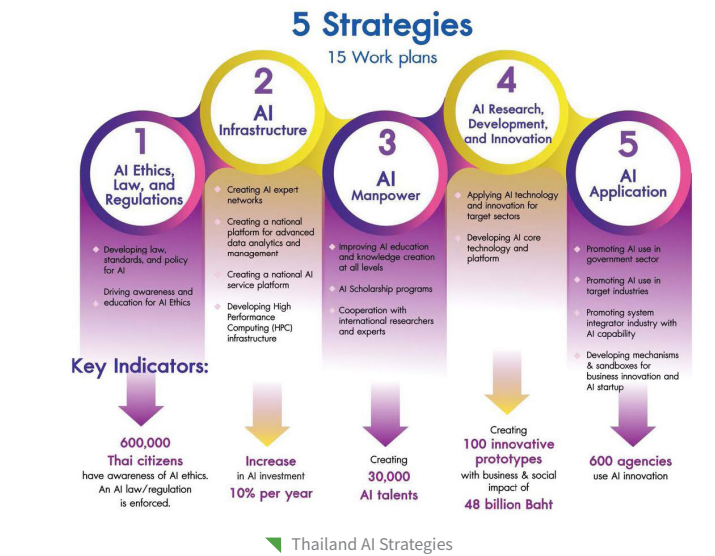 5 Strategies
15 Work plans
1
AI Ethics,
Law, and
Regulations
Developing law,
standards, and policy
for AI
Driving awareness and
education for AI Ethics
2
AI
Infrastructure
Creating AI expert
networks
Creating a national
platform for advanced
data analytics and
management
Creating a national AI
service platform
Developing High
Performance
Computing (HPC)
infrastructure
3
AI
Manpower
Improving AI education
and knowledge creation
at all levels
AI Scholarship programs
Cooperation with
international researchers
and experts
4
AI Research,
Development,
and Innovation
Applying AI technology
and innovation for
target sectors
Developing AI core
technology and
platform
5
AI
Application
Promoting AI use in
government sector
Promoting AI use in
target industries
Promoting system
integrator industry with
AI capability
Developing mechanisms
& sandboxes for
business innovation and
AI startup
Key Indicators:
600,000
Thai citizens
have awareness of AI ethics.
An AI law/regulation
is enforced.
Increase
in AI investment
10% per year
Creating
30,000
AI talents
Creating
100 innovative
prototypes
with business & social
impact of
48 billion Baht
600 agencies
use AI innovation
Thailand AI Strategies